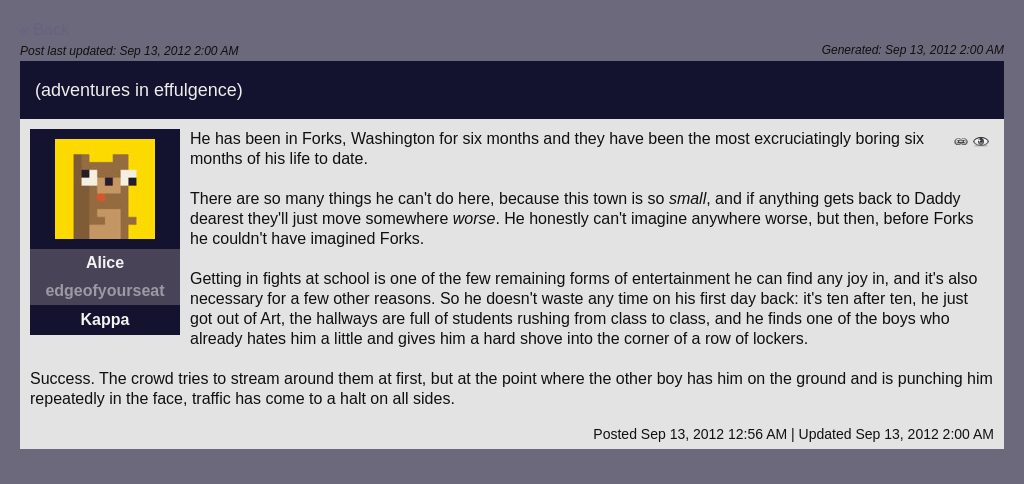 « Back
Post last updated: Sep 13, 2012 2:00 AM
Generated: Sep 13, 2012 2:00 AM
(adventures in effulgence)
Alice
edgeofyourseat
Kappa
He has been in Forks, Washington for six months and they have been the most excruciatingly boring six
months of his life to date.
There are so many things he can't do here, because this town is so small, and if anything gets back to Daddy
dearest they'll just move somewhere worse. He honestly can't imagine anywhere worse, but then, before Forks
he couldn't have imagined Forks.
Getting in fights at school is one of the few remaining forms of entertainment he can find any joy in, and it's also
necessary for a few other reasons. So he doesn't waste any time on his first day back: it's ten after ten, he just
got out of Art, the hallways are full of students rushing from class to class, and he finds one of the boys who
already hates him a little and gives him a hard shove into the corner of a row of lockers.
Success. The crowd tries to stream around them at first, but at the point where the other boy has him on the ground and is punching him
repeatedly in the face, traffic has come to a halt on all sides.
Posted Sep 13, 2012 12:56 AM | Updated Sep 13, 2012 2:00 AM